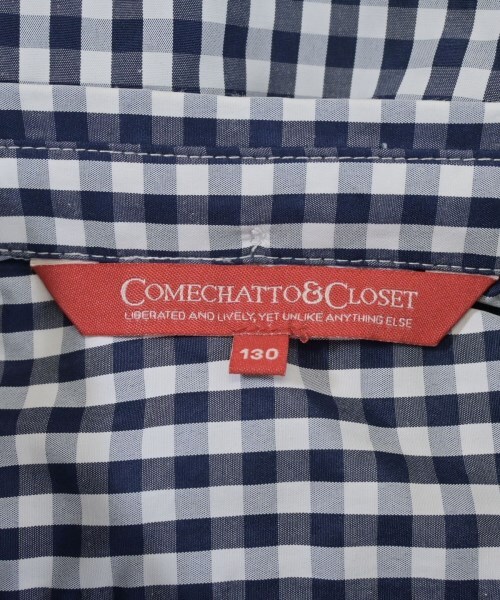 COMECHATTO&CLOSET
LIBERATED AND LIVELY, YET UNLIKE ANYTHING ELSE
130